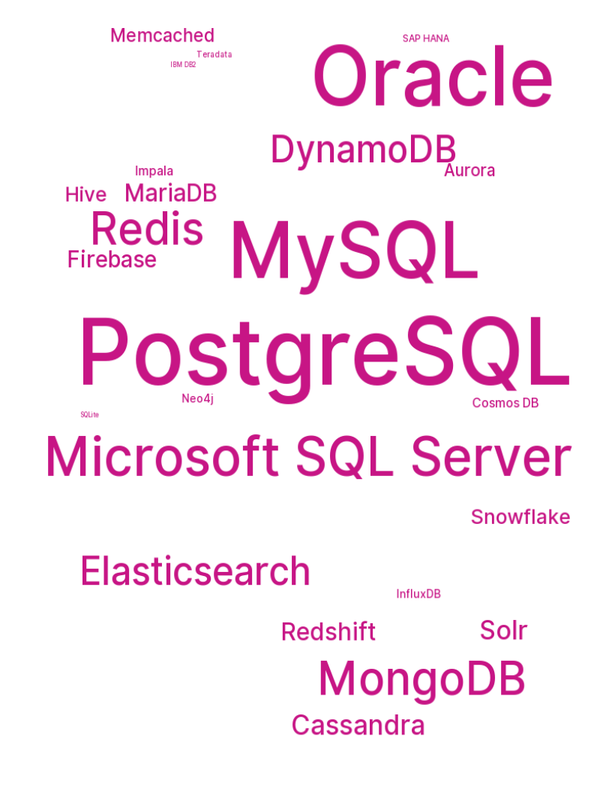 Memcached
SAP HANA
Teradata
IBM DB2
Oracle
DynamoDB
Aurora
Impala
Hive
MariaDB
Redis
MySQL
Firebase
PostgreSQL
Neo4j
Cosmos DB
SQLite
Microsoft SQL Server
Snowflake
Elasticsearch
InfluxDB
Redshift
Solr
MongoDB
Cassandra